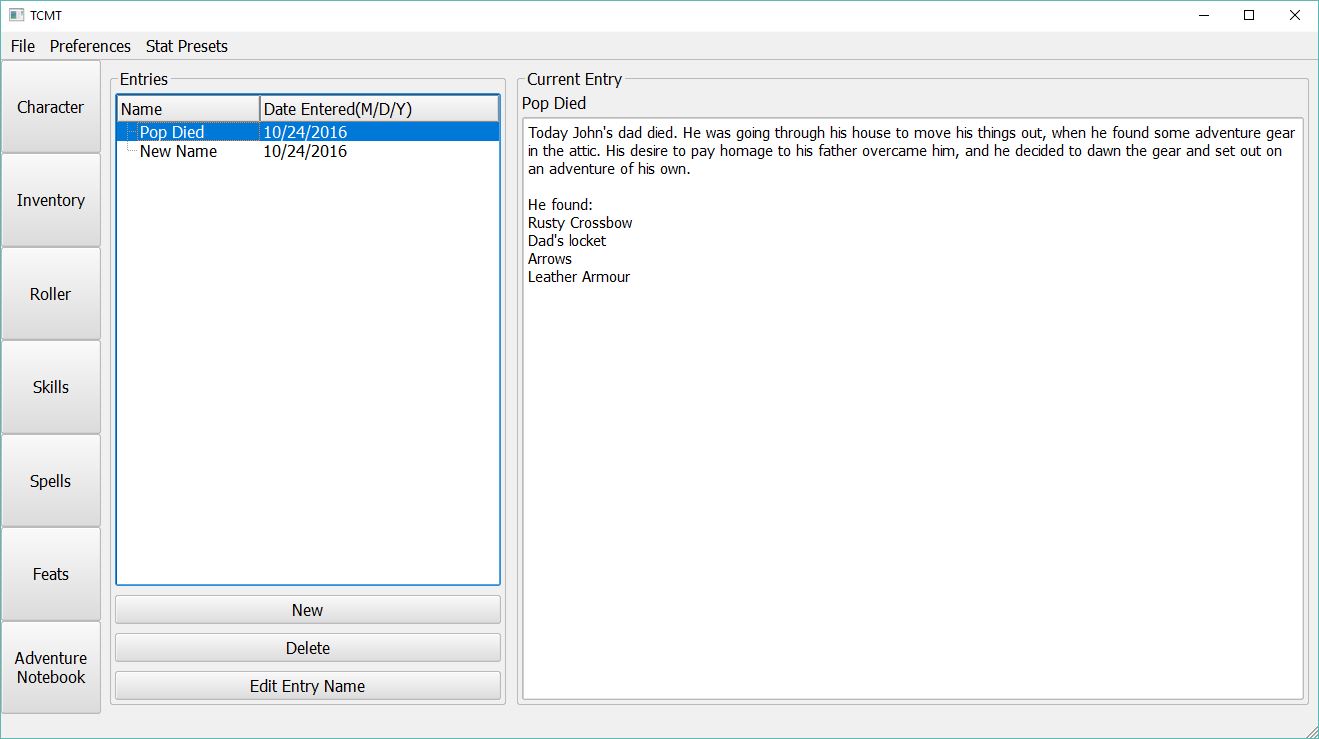 TCMT
File Preferences Stat Presets
Character
Inventory
Roller
Skills
Spells
Feats
Adventure
Notebook
Entries
Name Date Entered(M/D/Y)
Pop Died 10/24/2016
New Name 10/24/2016
New
Delete
Edit Entry Name
Current Entry
Pop Died
Today John's dad died. He was going through his house to move his things out, when he found some adventure gear
in the attic. His desire to pay homage to his father overcame him, and he decided to dawn the gear and set out on
an adventure of his own.
He found:
Rusty Crossbow
Dad's locket
Arrows
Leather Armour